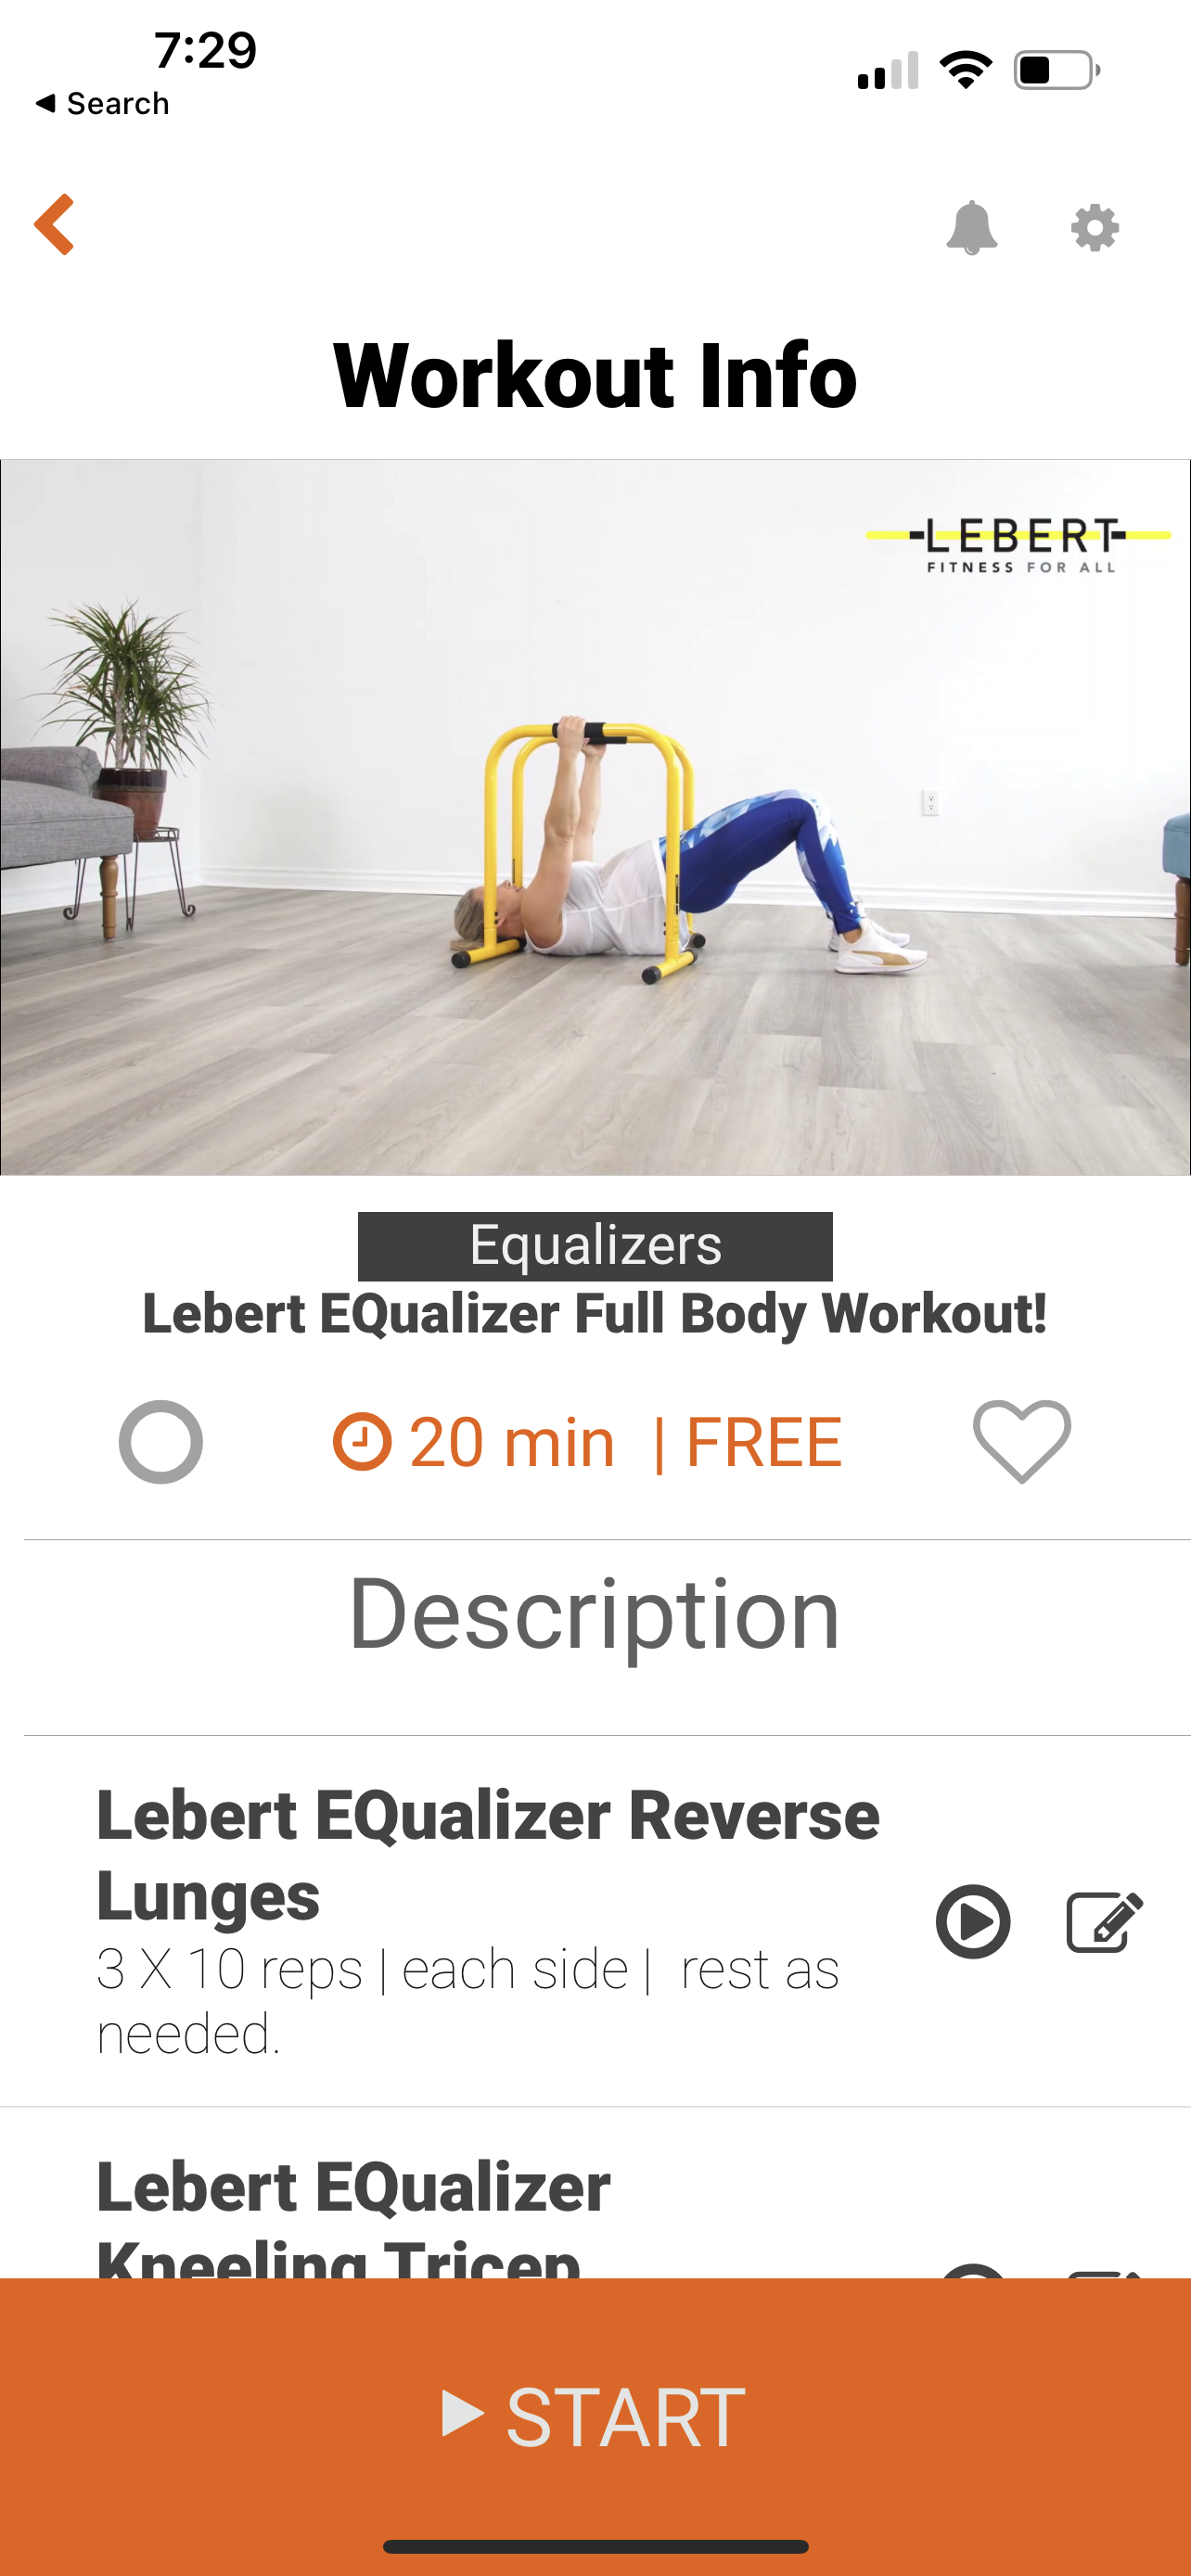 7:29
Search
Workout Info
LEBERT
FITNESS FOR ALL
Equalizers
Lebert EQualizer Full Body Workout!
20 min | FREE
Description
Lebert EQualizer Reverse
Lunges
3 X 10 reps | each side | rest as
needed.
Lebert EQualizer
Kneeling Tricep
START